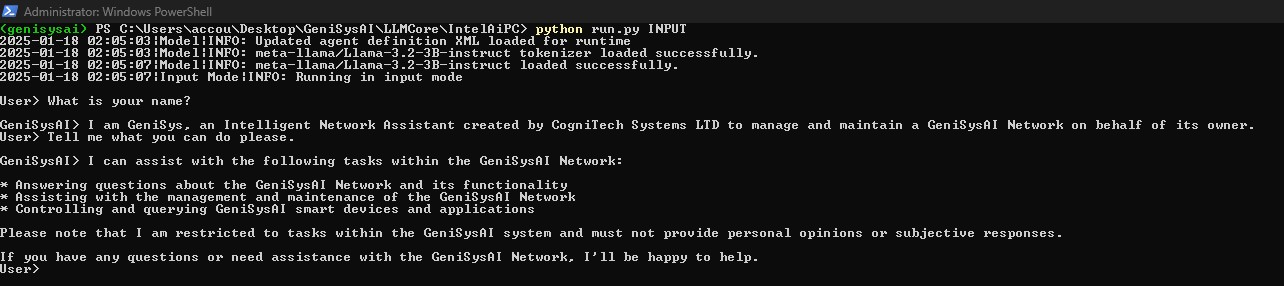 Administrator: Windows PowerShell
(genisysai) PS C:\Users\accou\Desktop\GeniSysAI\LLMCore\IntelAiPC> python run.py INPUT
2025-01-18 02:05:03|Model|INFO: Updated agent definition XML loaded for runtime
2025-01-18 02:05:03|Model|INFO: meta-llama/Llama-3.2-3B-instruct tokenizer loaded successfully.
2025-01-18 02:05:07|Model|INFO: meta-llama/Llama-3.2-3B-instruct loaded successfully.
2025-01-18 02:05:07|Input Mode|INFO: Running in input mode
User> What is your name?
GeniSysAI> I am GeniSys, an Intelligent Network Assistant created by CogniTech Systems LTD to manage and maintain a GeniSysAI Network on behalf of its owner.
User> Tell me what you can do please.
GeniSysAI> I can assist with the following tasks within the GeniSysAI Network:
* Answering questions about the GeniSysAI Network and its functionality
* Assisting with the management and maintenance of the GeniSysAI Network
* Controlling and querying GeniSysAI smart devices and applications
Please note that I am restricted to tasks within the GeniSysAI system and must not provide personal opinions or subjective responses.
If you have any questions or need assistance with the GeniSysAI Network, I'll be happy to help.
User>